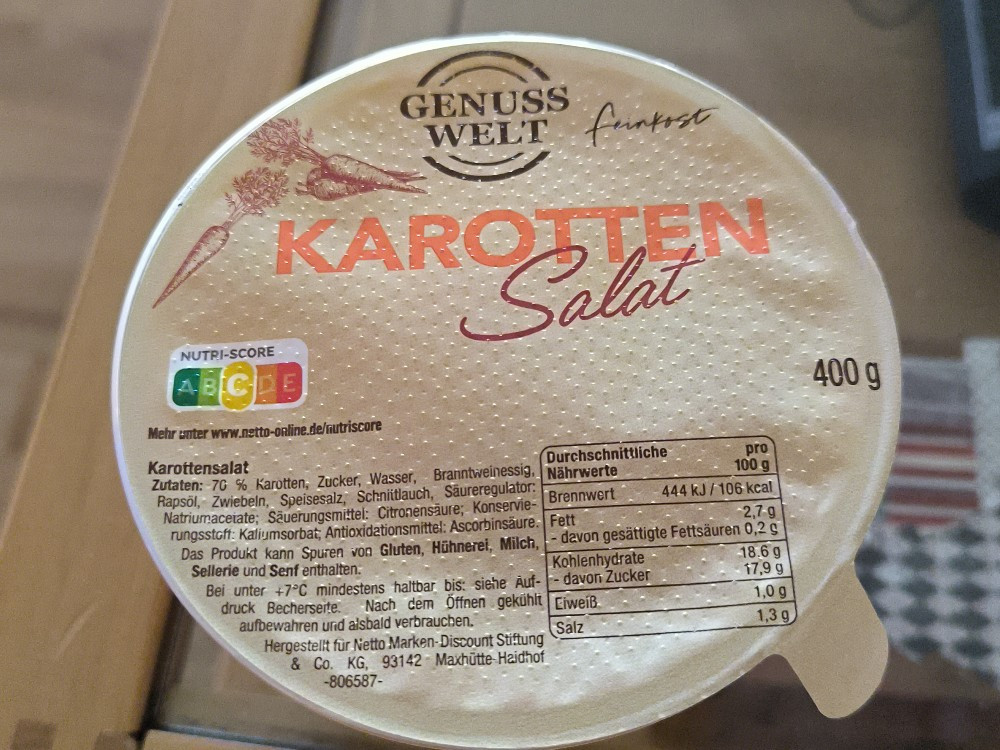 GENUSS
WELT
feinkost
KAROTTEN
Salat
NUTRI-SCORE
A B C D E
400 g
Mehr unter www.netto-online.de/nutriscore
Karottensalat
Zutaten: 70 % Karotten, Zucker, Wasser, Branntweinessig,
Rapsöl, Zwiebeln, Speisesalz, Schnittlauch, Säureregulator:
Natriumacetate; Säuerungsmittel: Citronensäure; Konservie-
rungsstoff: Kaliumsorbat; Antioxidationsmittel: Ascorbinsäure.
Das Produkt kann Spuren von Gluten, Hühnerei, Milch,
Sellerie und Senf enthalten.
Bei unter +7°C mindestens haltbar bis: siehe Auf-
druck Becherseite. Nach dem Öffnen gekühlt
aufbewahren und alsbald verbrauchen.
Hergestellt für Netto Marken-Discount Stiftung
& Co. KG, 93142 Maxhütte-Haidhof
-806587-
Durchschnittliche pro
Nährwerte 100 g
Brennwert 444 kJ / 106 kcal
Fett 2,7 g
- davon gesättigte Fettsäuren 0,2 g
Kohlenhydrate 18,6 g
- davon Zucker 17,9 g
Eiweiß 1,0 g
Salz 1,3 g